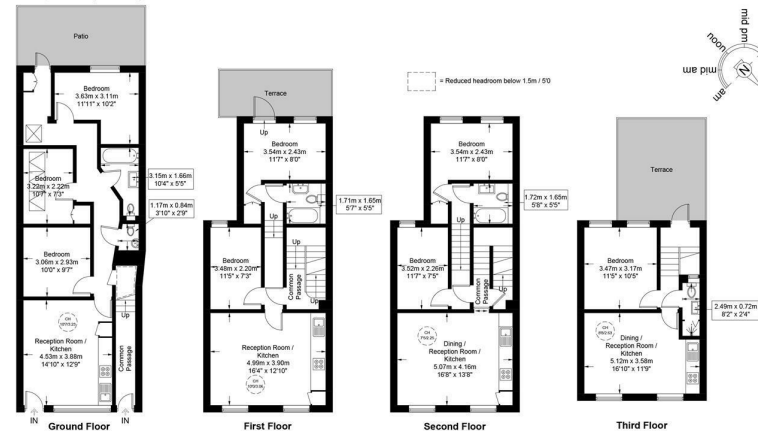 Patio
Bedroom
3.63m x 3.11m
11'11" x 10'2"
Bedroom
3.22m x 2.22m
10'7" x 7'3"
3.15m x 1.66m
10'4" x 5'5"
1.17m x 0.84m
3'10" x 2'9"
Bedroom
3.06m x 2.93m
10'0" x 9'7"
Up
Common
Passage
CH
Reception Room /
Kitchen
4.53m x 3.88m
14'10" x 12'9"
IN
IN
Ground Floor
Terrace
Up
Bedroom
3.54m x 2.43m
11'7" x 8'0"
1.71m x 1.65m
5'7" x 5'5"
Up
Up
Bedroom
3.48m x 2.20m
11'5" x 7'3"
Common
Passage
Up
Reception Room /
Kitchen
4.99m x 3.90m
16'4" x 12'10"
CH
First Floor
= Reduced headroom below 1.5m / 5'0
Bedroom
3.54m x 2.43m
11'7" x 8'0"
1.72m x 1.65m
5'8" x 5'5"
Up
Bedroom
3.52m x 2.26m
11'7" x 7'5"
Common
Passage
Up
CH
Dining /
Reception Room /
Kitchen
5.07m x 4.16m
16'8" x 13'8"
Second Floor
mid pm
noon
mid am
am
N
Terrace
Bedroom
3.47m x 3.17m
11'5" x 10'5"
2.49m x 0.72m
8'2" x 2'4"
CH
Dining /
Reception Room /
Kitchen
5.12m x 3.58m
16'10" x 11'9"
Third Floor